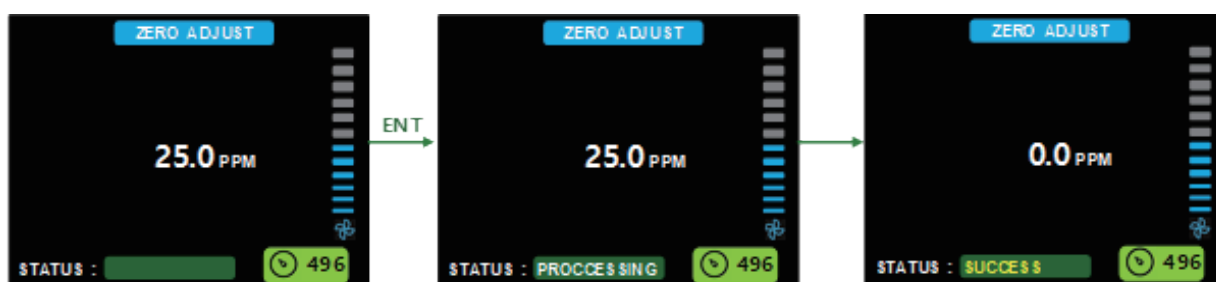 ZERO ADJUST
25.0 PPM
STATUS :
496
ENT
ZERO ADJUST
25.0 PPM
STATUS : PROCCESSING
496
ZERO ADJUST
0.0 PPM
STATUS : SUCCESS
496